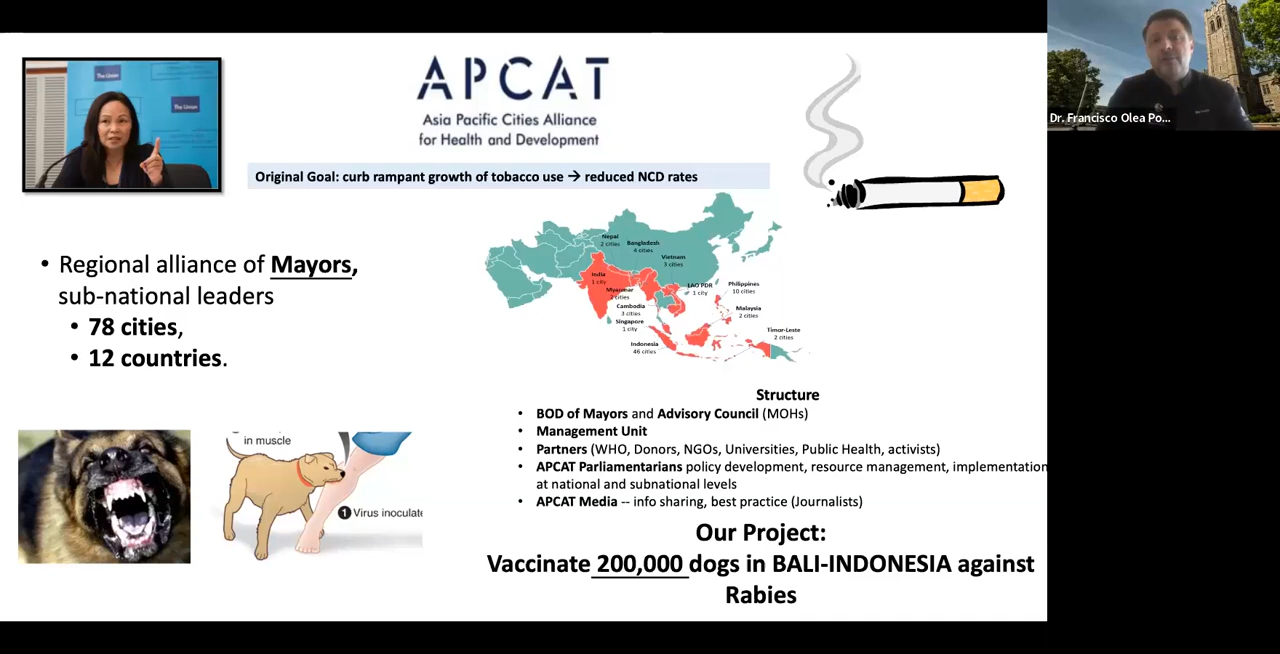 The Union
The Union
APCAT
Asia Pacific Cities Alliance
for Health and Development
Dr. Francisco Olea Po...
Original Goal: curb rampant growth of tobacco use → reduced NCD rates
• Regional alliance of Mayors,
sub-national leaders
• 78 cities,
• 12 countries.
Nepal
2 cities
Bangladesh
4 cities
Vietnam
3 cities
India
1 city
Myanmar
2 cities
LAO PDR
1 city
Philippines
10 cities
Cambodia
3 cities
Malaysia
2 cities
Singapore
1 city
Timor-Leste
2 cities
Indonesia
46 cities
in muscle
1 Virus inoculate
Structure
• BOD of Mayors and Advisory Council (MOHs)
• Management Unit
• Partners (WHO, Donors, NGOs, Universities, Public Health, activists)
• APCAT Parliamentarians policy development, resource management, implementation
at national and subnational levels
• APCAT Media -- info sharing, best practice (Journalists)
Our Project:
Vaccinate 200,000 dogs in BALI-INDONESIA against
Rabies